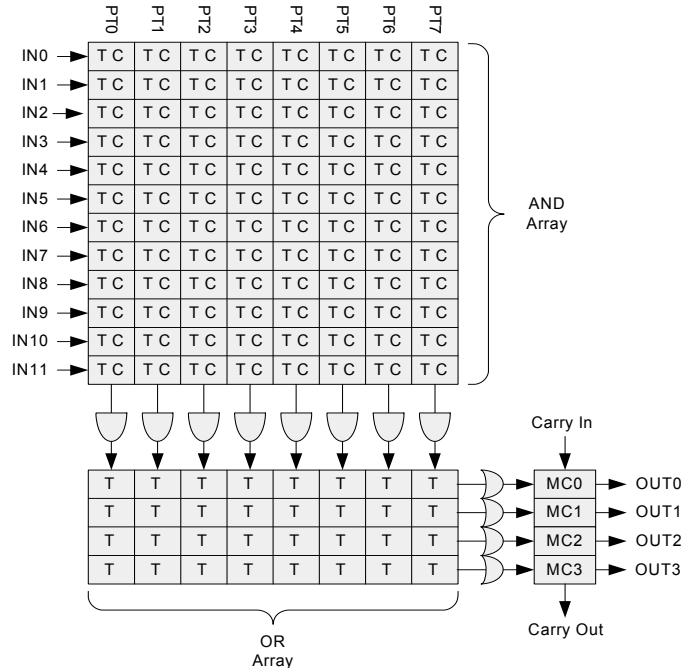 PT0 PT1 PT2 PT3 PT4 PT5 PT6 PT7
IN0 T C T C T C T C T C T C T C T C
IN1 T C T C T C T C T C T C T C T C
IN2 T C T C T C T C T C T C T C T C
IN3 T C T C T C T C T C T C T C T C
IN4 T C T C T C T C T C T C T C T C
IN5 T C T C T C T C T C T C T C T C
IN6 T C T C T C T C T C T C T C T C
IN7 T C T C T C T C T C T C T C T C
IN8 T C T C T C T C T C T C T C T C
IN9 T C T C T C T C T C T C T C T C
IN10 T C T C T C T C T C T C T C T C
IN11 T C T C T C T C T C T C T C T C
AND
Array
Carry In
T T T T T T T T MC0 OUT0
T T T T T T T T MC1 OUT1
T T T T T T T T MC2 OUT2
T T T T T T T T MC3 OUT3
Carry Out
OR
Array